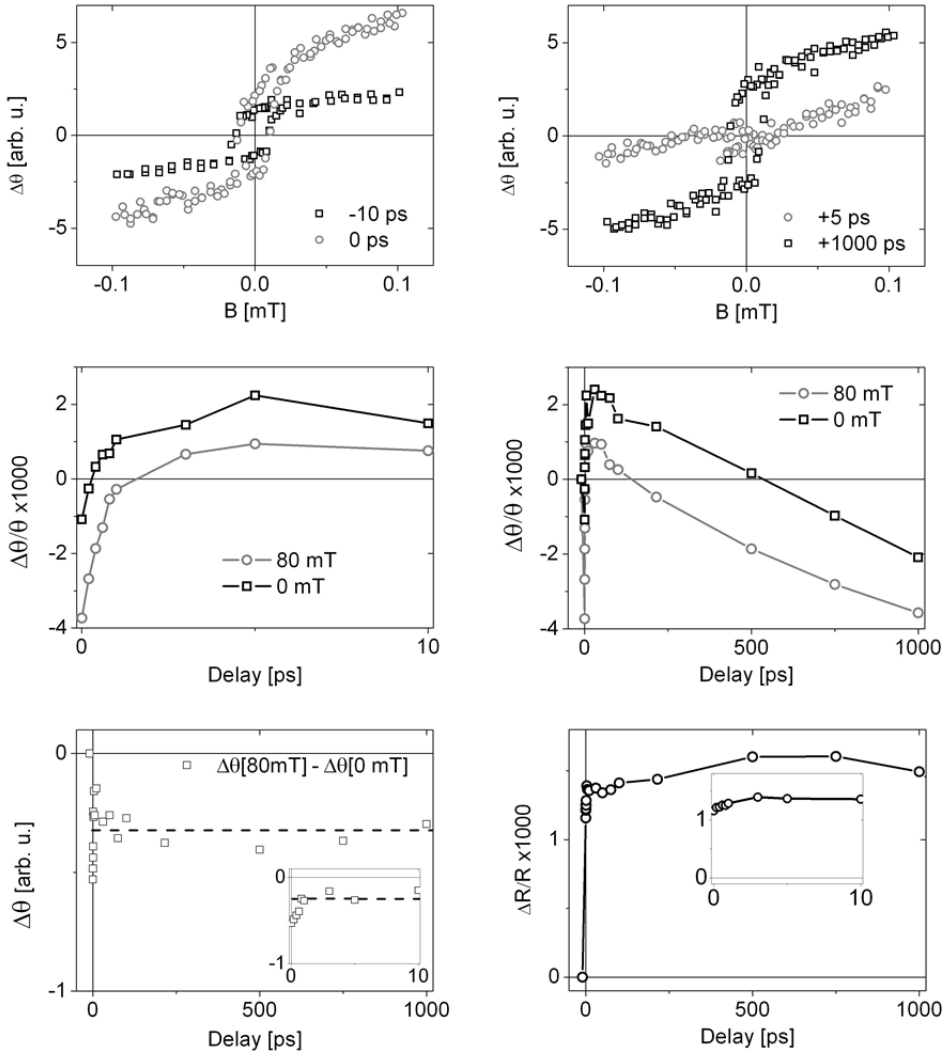 5
0
-5
Δθ [arb. u.]
-10 ps
0 ps
-0.1
0.0
0.1
B [mT]
5
0
-5
Δθ [arb. u.]
+5 ps
+1000 ps
-0.1
0.0
0.1
B [mT]
2
0
-2
-4
Δθ/θ x1000
80 mT
0 mT
0
10
Delay [ps]
2
0
-2
-4
Δθ/θ x1000
80 mT
0 mT
0
500
1000
Delay [ps]
0
-1
Δθ [arb. u.]
Δθ[80mT] - Δθ[0 mT]
0
-1
0
10
0
500
1000
Delay [ps]
1
0
ΔR/R x1000
1
0
0
10
0
500
1000
Delay [ps]